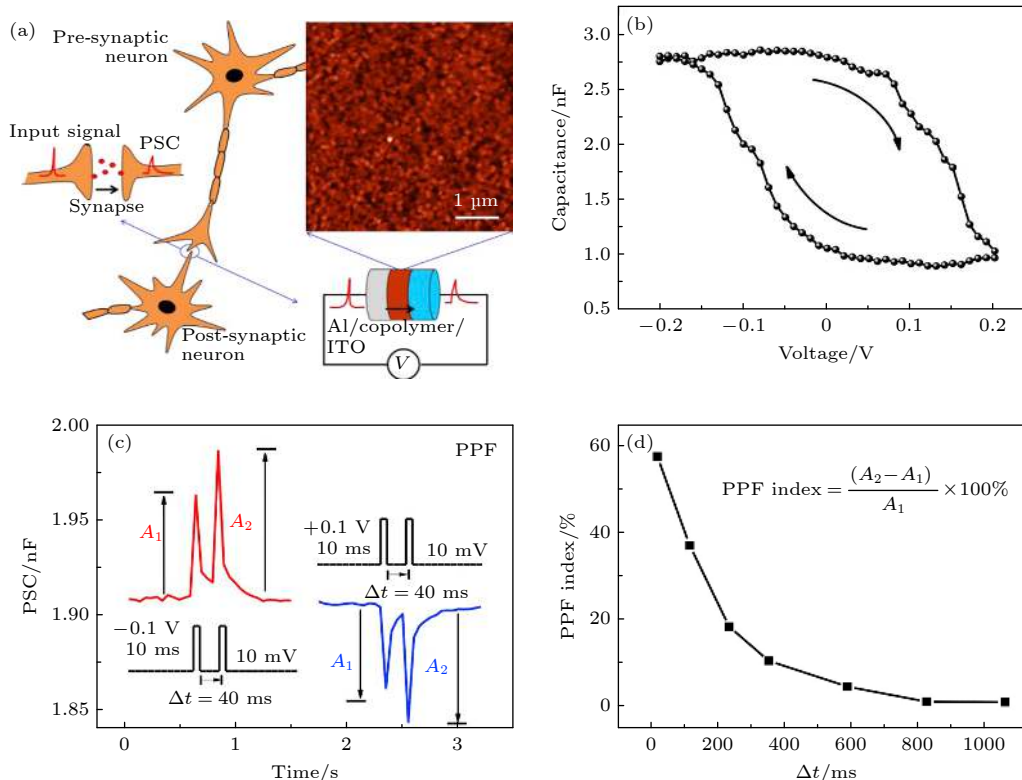 (a)
Pre-synaptic
neuron
Input signal
PSC
Synapse
1 μm
Post-synaptic
neuron
Al/copolymer/
ITO
V
(b)
3.0
2.5
2.0
1.5
1.0
0.5
Capacitance/nF
−0.2
−0.1
0
0.1
0.2
Voltage/V
(c)
PPF
2.00
1.95
1.90
1.85
PSC/nF
A1
A2
+0.1 V
10 ms
10 mV
Δt = 40 ms
−0.1 V
10 ms
10 mV
Δt = 40 ms
A1
A2
0
1
2
3
Time/s
(d)
60
40
20
0
PPF index/%
PPF index = (A2−A1)/A1 ×100%
0
200
400
600
800
1000
Δt/ms